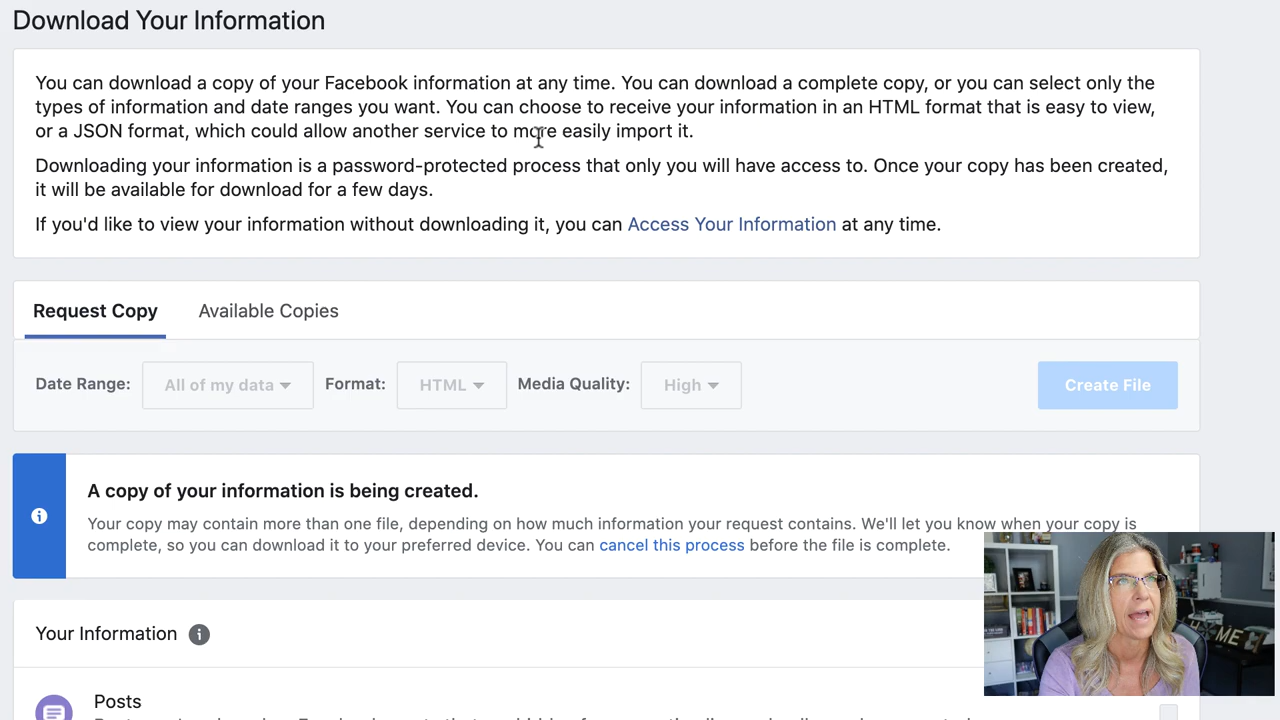 Download Your Information
You can download a copy of your Facebook information at any time. You can download a complete copy, or you can select only the
types of information and date ranges you want. You can choose to receive your information in an HTML format that is easy to view,
or a JSON format, which could allow another service to more easily import it.
Downloading your information is a password-protected process that only you will have access to. Once your copy has been created,
it will be available for download for a few days.
If you'd like to view your information without downloading it, you can Access Your Information at any time.
Request Copy Available Copies
Date Range: All of my data Format: HTML Media Quality: High Create File
A copy of your information is being created.
Your copy may contain more than one file, depending on how much information your request contains. We'll let you know when your copy is
complete, so you can download it to your preferred device. You can cancel this process before the file is complete.
Your Information
Posts
ME